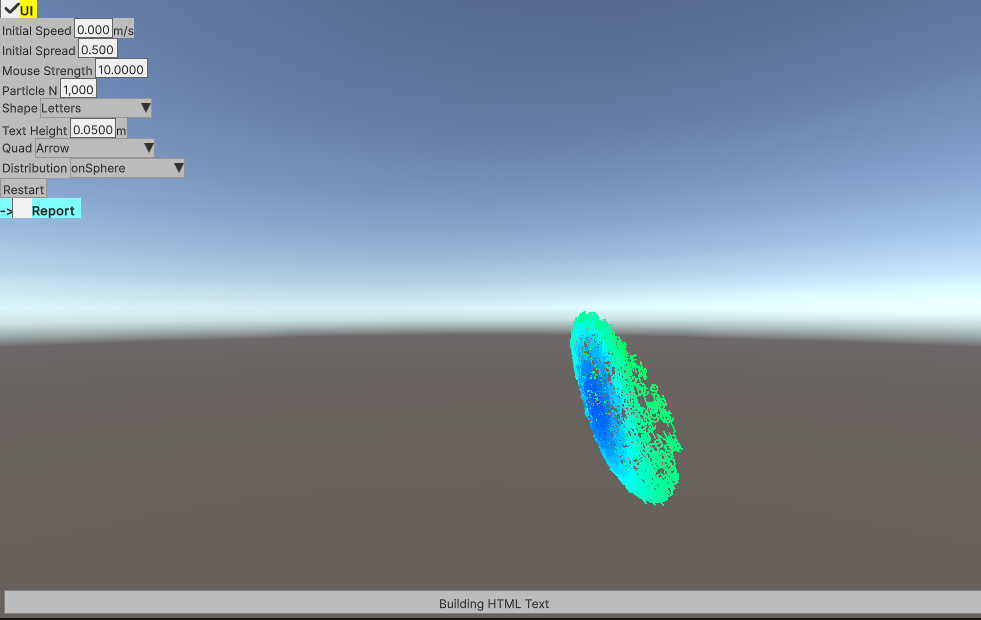 UI
Initial Speed 0.000 m/s
Initial Spread 0.500
Mouse Strength 10.0000
Particle N 1,000
Shape Letters
Text Height 0.0500 m
Quad Arrow
Distribution onSphere
Restart
-> Report
Building HTML Text